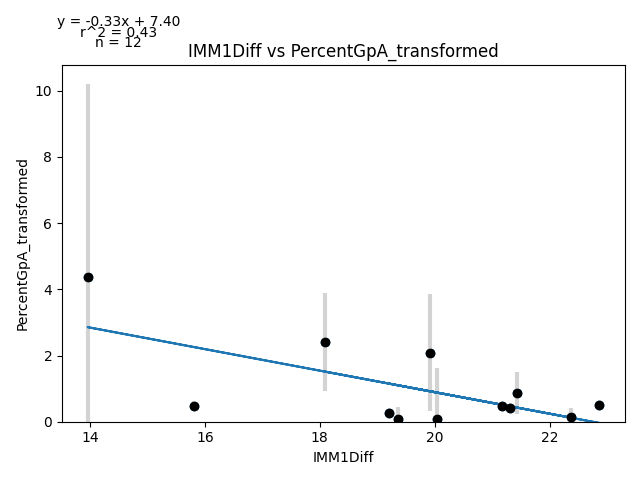 y = -0.33x + 7.40
r^2 = 0.43
n = 12
IMM1Diff vs PercentGpA_transformed
PercentGpA_transformed
10
8
6
4
2
0
14 16 18 20 22
IMM1Diff